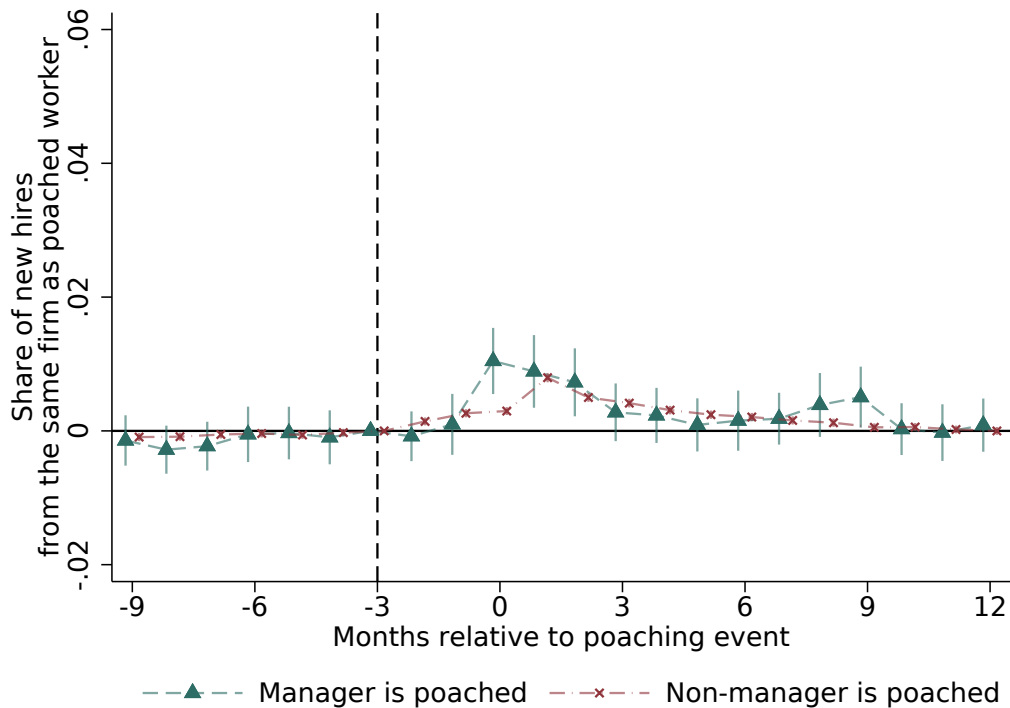 Share of new hires
from the same firm as poached worker
.06
.04
.02
0
-.02
-9 -6 -3 0 3 6 9 12
Months relative to poaching event
Manager is poached Non-manager is poached